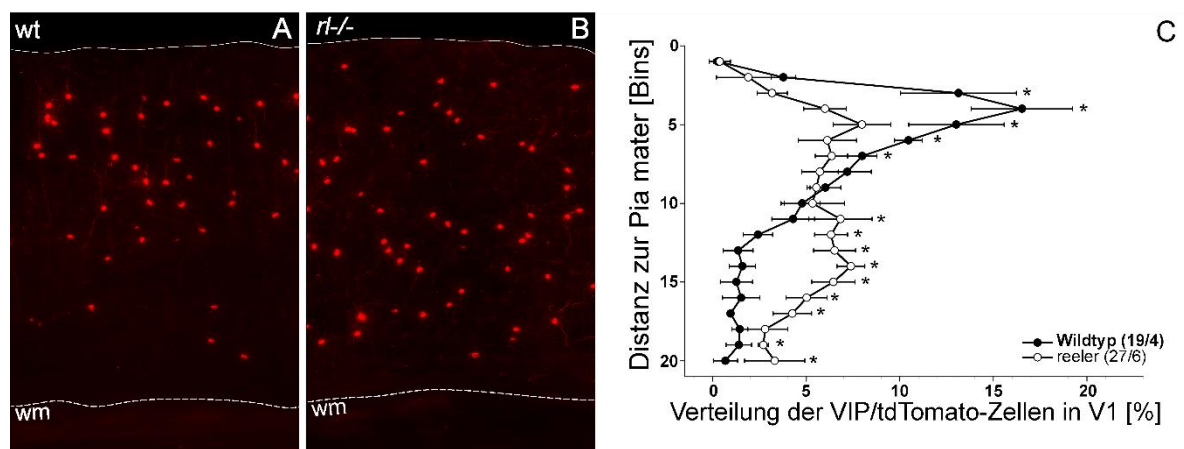 wt
A
rl-/-
B
C
wm
wm
Distanz zur Pia mater [Bins]
0
5
10
15
20
*
*
*
*
*
*
*
*
*
*
*
*
*
*
Wildtyp (19/4)
reeler (27/6)
0
5
10
15
20
Verteilung der VIP/tdTomato-Zellen in V1 [%]